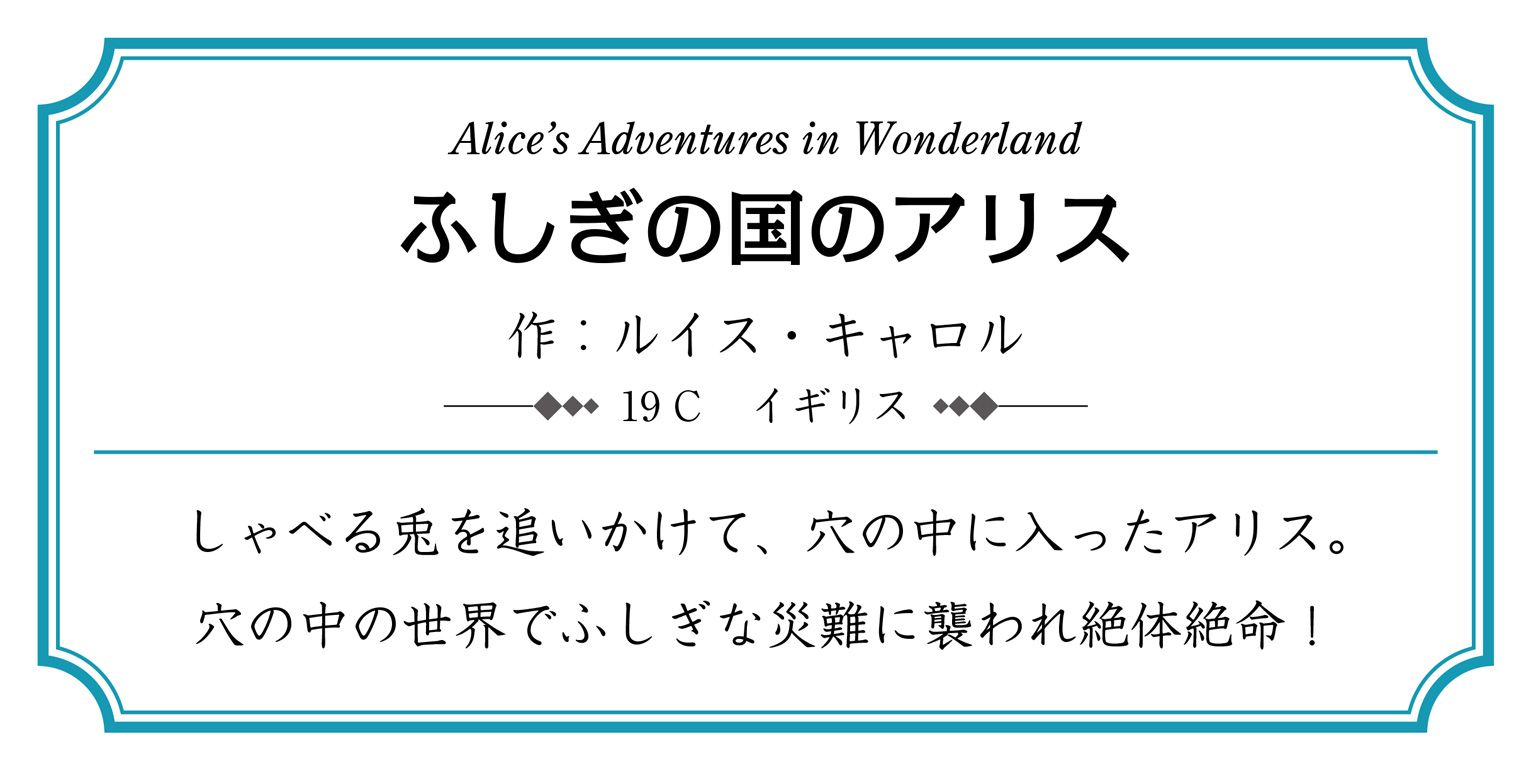 Alice’s Adventures in Wonderland
ふしぎの国のアリス
作：ルイス・キャロル
19 C　イギリス
しゃべる兎を追いかけて、穴の中に入ったアリス。
穴の中の世界でふしぎな災難に襲われ絶体絶命！